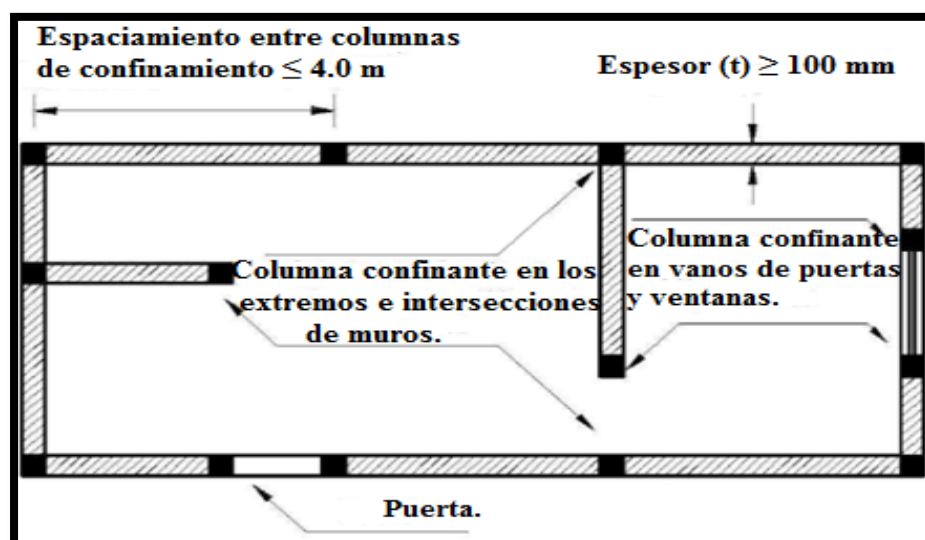 Espaciamiento entre columnas
de confinamiento ≤ 4.0 m
Espesor (t) ≥ 100 mm
Columna confinante en los
extremos e intersecciones
de muros.
Columna confinante
en vanos de puertas
y ventanas.
Puerta.